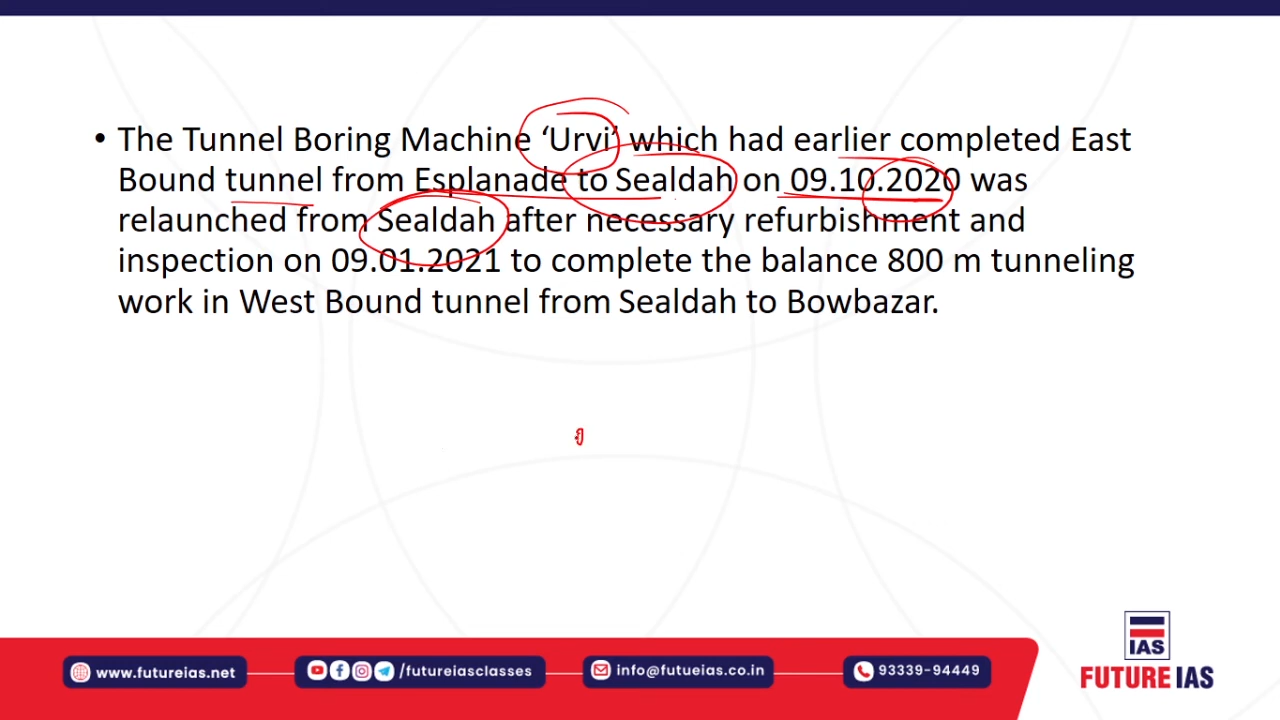 • The Tunnel Boring Machine ‘Urvi’ which had earlier completed East
Bound tunnel from Esplanade to Sealdah on 09.10.2020 was
relaunched from Sealdah after necessary refurbishment and
inspection on 09.01.2021 to complete the balance 800 m tunneling
work in West Bound tunnel from Sealdah to Bowbazar.
www.futureias.net
/futureiasclasses
info@futueias.co.in
93339-94449
IAS
FUTURE IAS